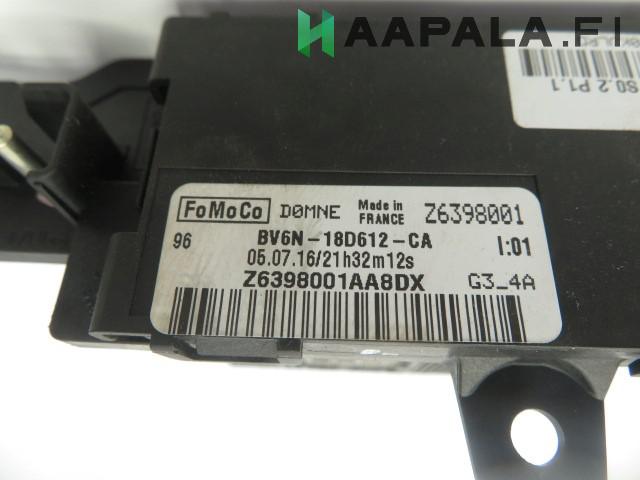 HAAPALA.FI
S0.2 P1.1
FoMoCo DØMNE Made in FRANCE Z6398001
96 BV6N-18D612-CA I:01
05.07.16/21h32m12s
Z6398001AA8DX G3_4A